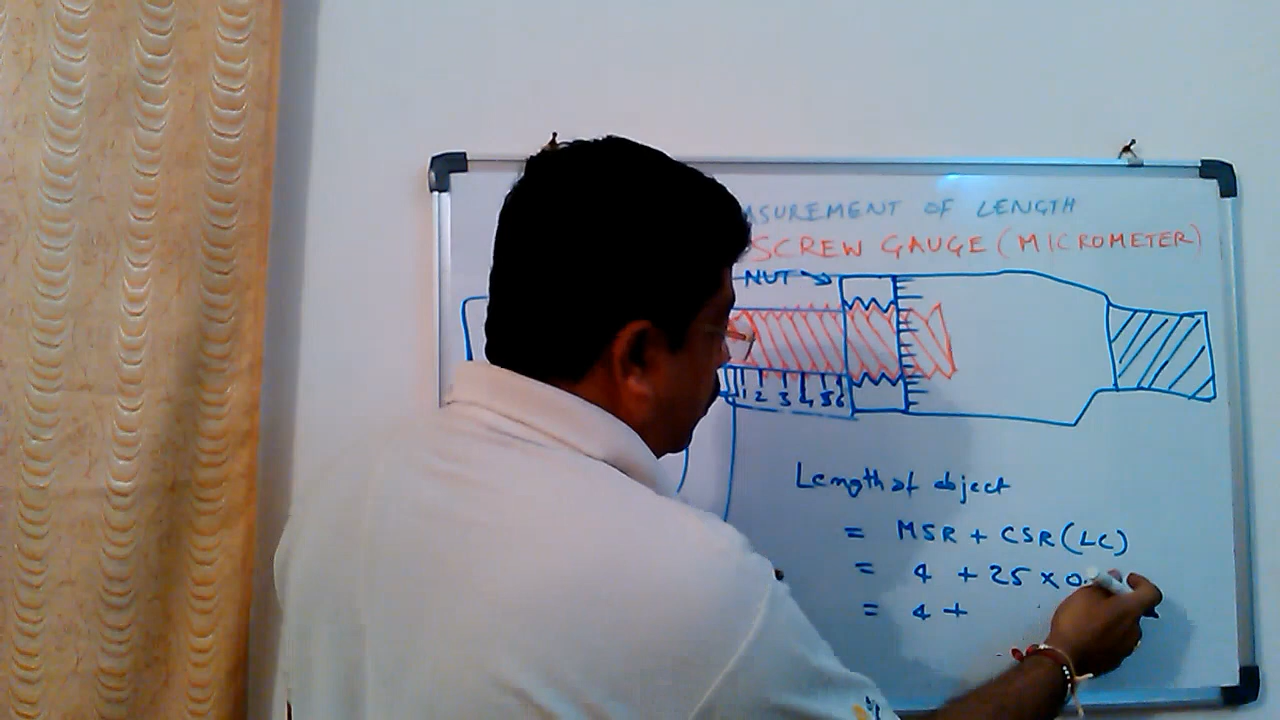 ASUREMENT OF LENGTH
SCREW GAUGE (MICROMETER)
NUT
1 2 3 4 5 6
Length of object
= MSR + CSR (LC)
= 4 + 25 × 0.
= 4 +